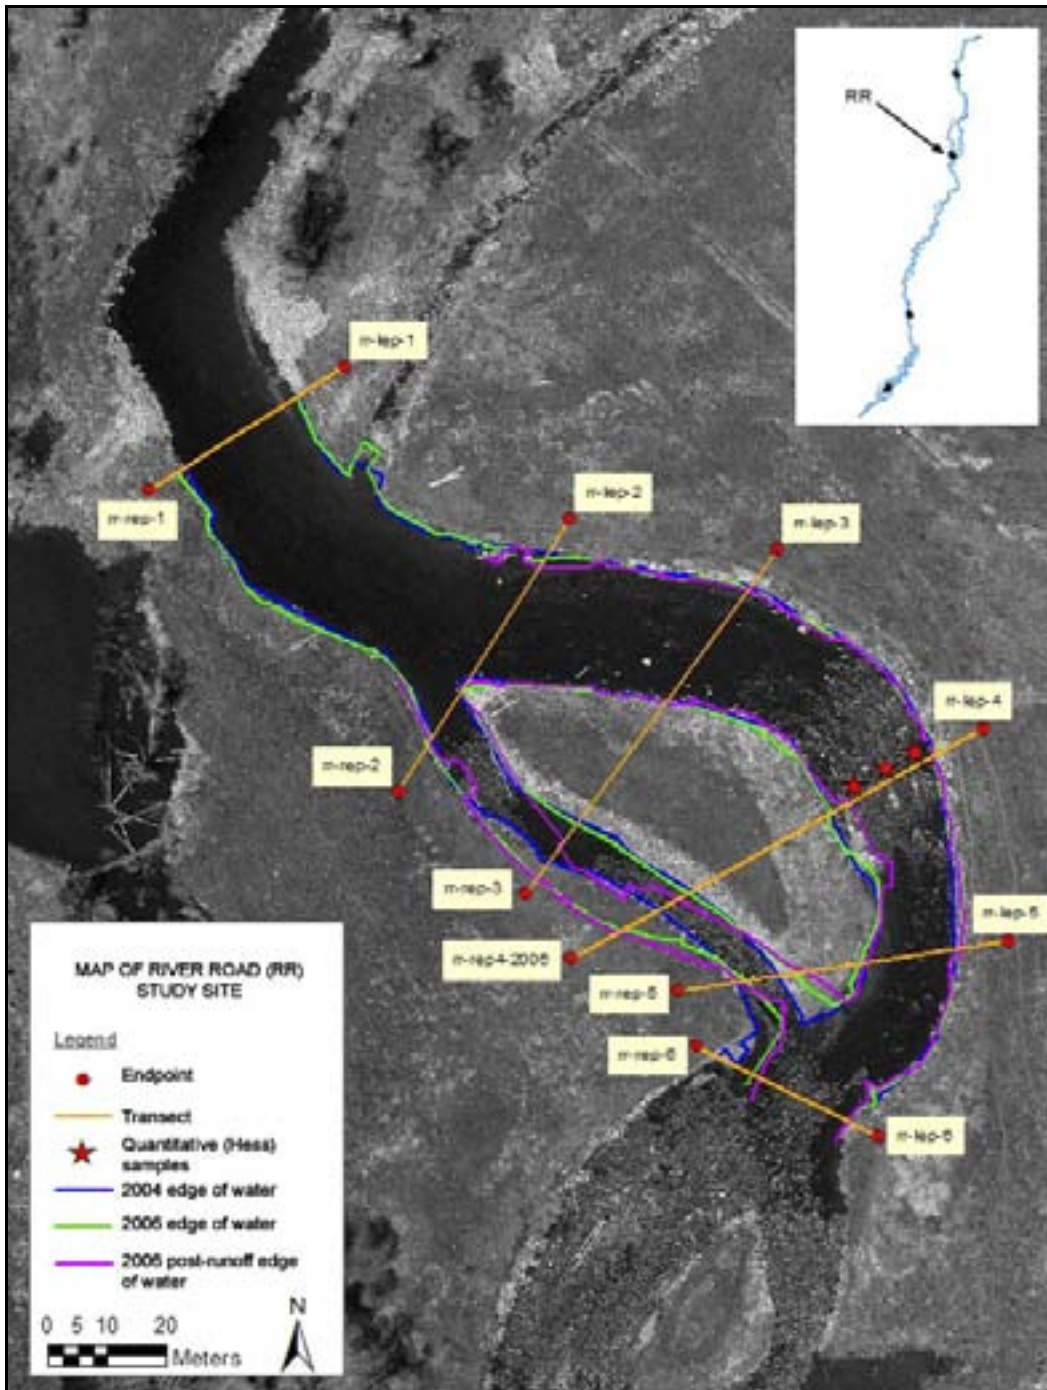 RR
rr-lep-1
rr-rep-1
rr-lep-2
rr-lep-3
rr-rep-2
rr-lep-4
rr-rep-3
rr-lep-5
rr-rep4-2006
rr-rep-5
rr-rep-6
rr-lep-6
MAP OF RIVER ROAD (RR)
STUDY SITE
Legend
Endpoint
Transect
Quantitative (Hess)
samples
2004 edge of water
edge of water
post-runoff edge
of water
N
0 5 10 20
Meters